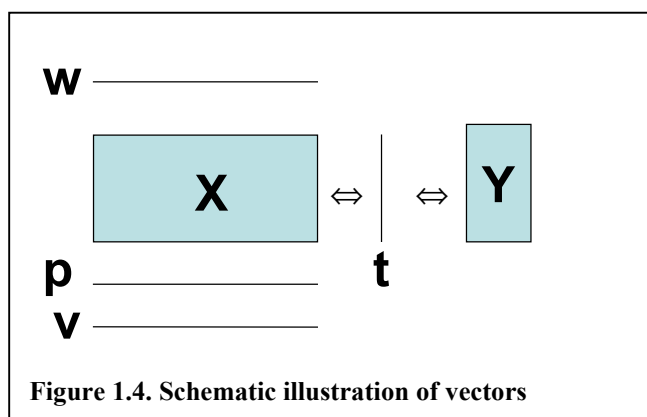 w
X ⇔ ⇔ Y
p t
v
Figure 1.4. Schematic illustration of vectors